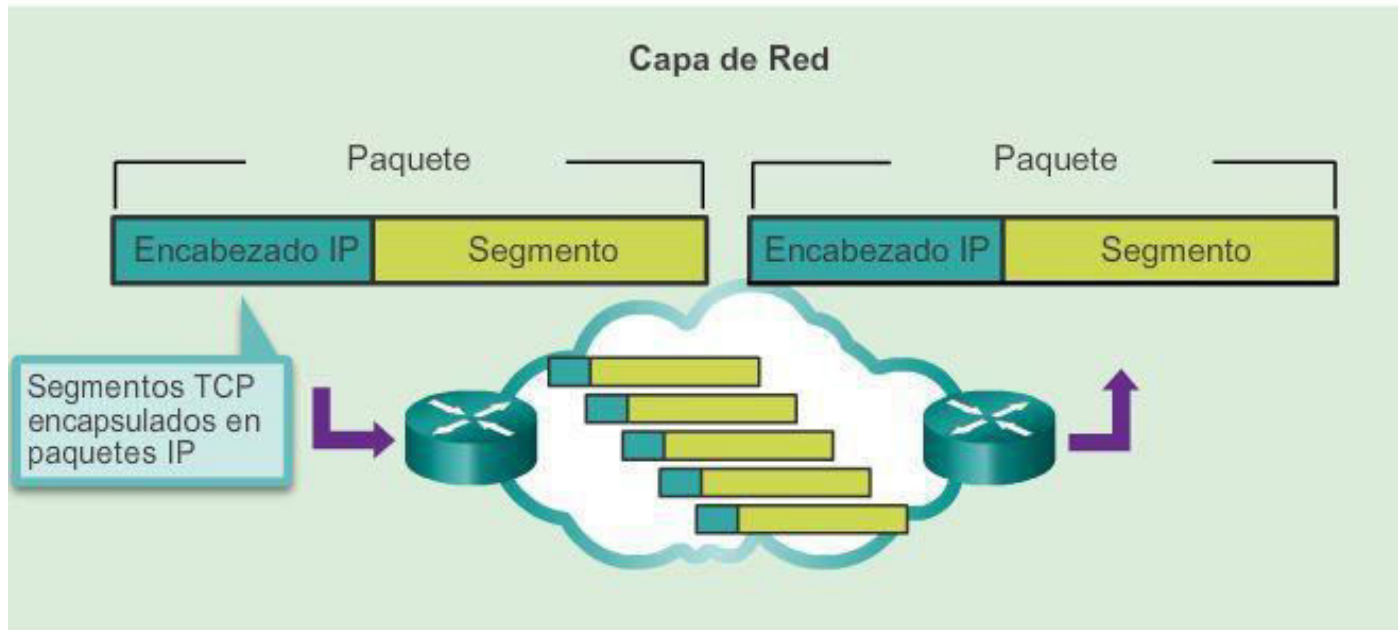 Capa de Red
Paquete
Paquete
Encabezado IP
Segmento
Encabezado IP
Segmento
Segmentos TCP
encapsulados en
paquetes IP